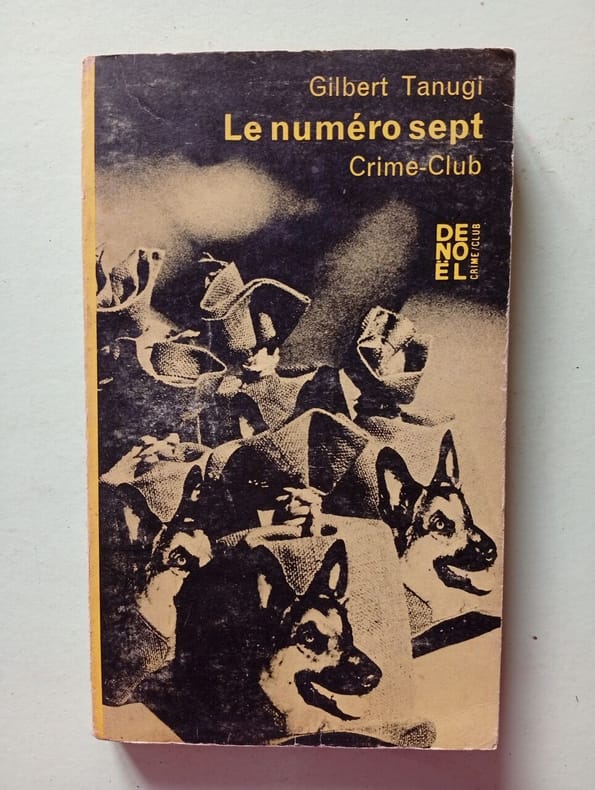 Gilbert Tanugi
Le numéro sept
Crime-Club
DE
NO
ËL
CRIME/CLUB